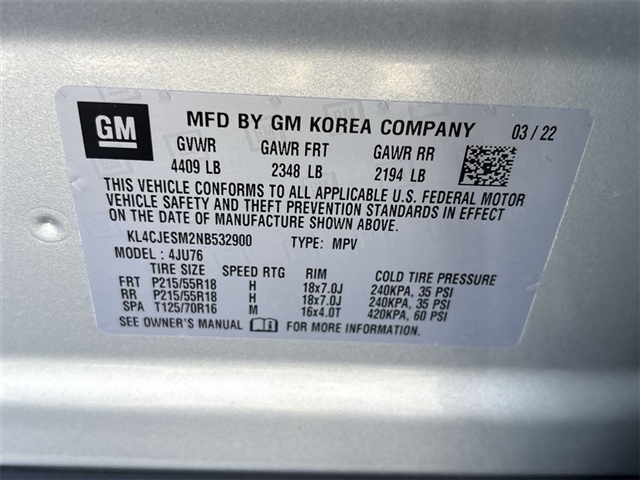 GM
MFD BY GM KOREA COMPANY 03 / 22
GVWR GAWR FRT GAWR RR
4409 LB 2348 LB 2194 LB
THIS VEHICLE CONFORMS TO ALL APPLICABLE U.S. FEDERAL MOTOR
VEHICLE SAFETY AND THEFT PREVENTION STANDARDS IN EFFECT
ON THE DATE OF MANUFACTURE SHOWN ABOVE.
KL4CJESM2NB532900 TYPE: MPV
MODEL : 4JU76
TIRE SIZE SPEED RTG RIM COLD TIRE PRESSURE
FRT P215/55R18 H 18x7.0J 240KPA, 35 PSI
RR P215/55R18 H 18x7.0J 240KPA, 35 PSI
SPA T125/70R16 M 16x4.0T 420KPA, 60 PSI
SEE OWNER'S MANUAL FOR MORE INFORMATION.